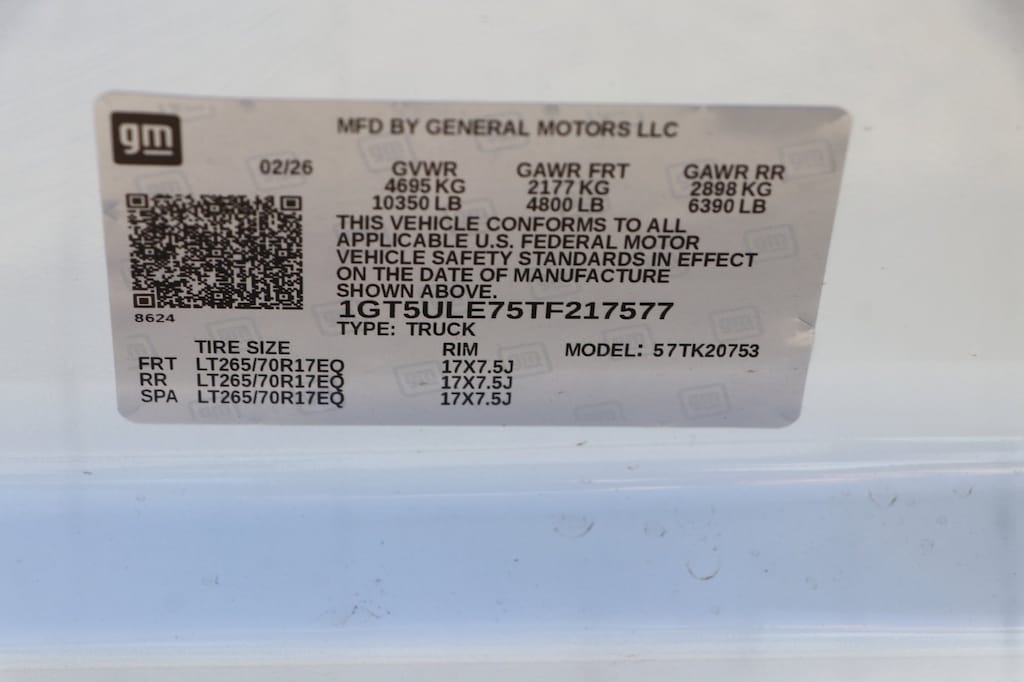 gm
MFD BY GENERAL MOTORS LLC
02/26 GVWR GAWR FRT GAWR RR
4695 KG 2177 KG 2898 KG
10350 LB 4800 LB 6390 LB
THIS VEHICLE CONFORMS TO ALL
APPLICABLE U.S. FEDERAL MOTOR
VEHICLE SAFETY STANDARDS IN EFFECT
ON THE DATE OF MANUFACTURE
SHOWN ABOVE.
8624
1GT5ULE75TF217577
TYPE: TRUCK
TIRE SIZE RIM MODEL: 57TK20753
FRT LT265/70R17EQ 17X7.5J
RR LT265/70R17EQ 17X7.5J
SPA LT265/70R17EQ 17X7.5J